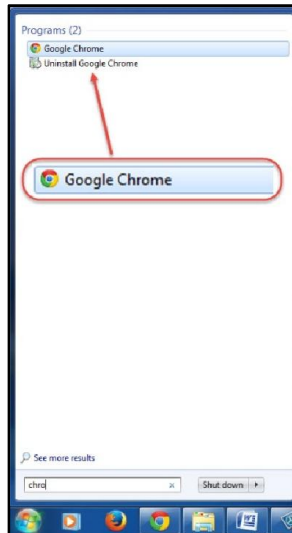 Programs (2)
Google Chrome
Uninstall Google Chrome
Google Chrome
See more results
chro
Shut down